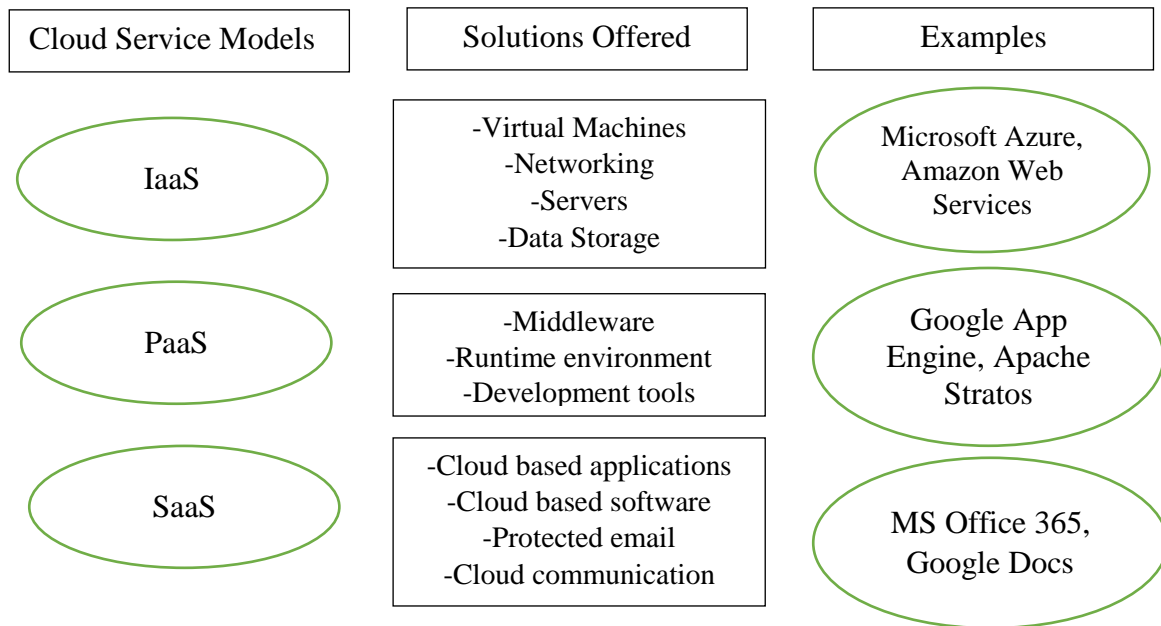 Cloud Service Models
Solutions Offered
Examples
IaaS
-Virtual Machines
-Networking
-Servers
-Data Storage
Microsoft Azure,
Amazon Web
Services
PaaS
-Middleware
-Runtime environment
-Development tools
Google App
Engine, Apache
Stratos
SaaS
-Cloud based applications
-Cloud based software
-Protected email
-Cloud communication
MS Office 365,
Google Docs